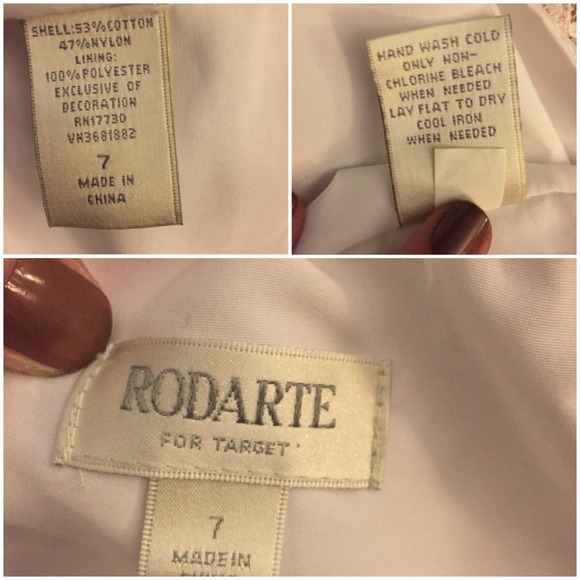 SHELL:53%COTTON
47%NYLON
LINING:
100%POLYESTER
EXCLUSIVE OF
DECORATION
RN17730
VN3681882
7
MADE IN
CHINA
HAND WASH COLD
ONLY NON-
CHLORINE BLEACH
WHEN NEEDED
LAY FLAT TO DRY
COOL IRON
WHEN NEEDED
RODARTE
FOR TARGET
7
MADE IN
CHINA